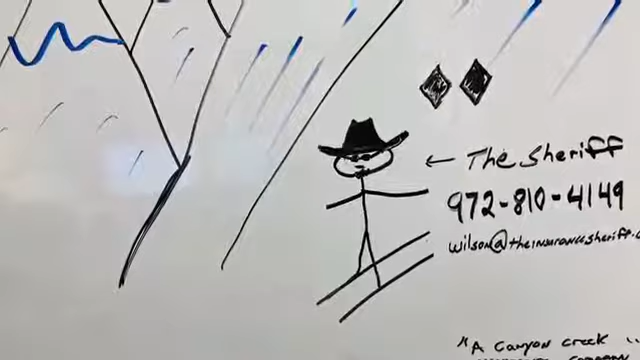 ← The Sheriff
972-810-4149
wilson@theinsurancesheriff.c
"A Canyon Creek